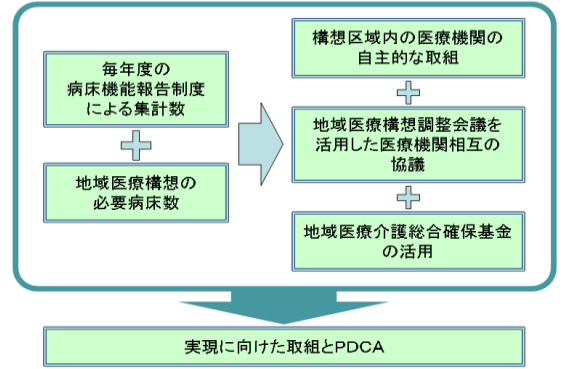 毎年度の
病床機能報告制度
による集計数
地域医療構想の
必要病床数
構想区域内の医療機関の
自主的な取組
地域医療構想調整会議を
活用した医療機関相互の
協議
地域医療介護総合確保基金
の活用
実現に向けた取組とPDCA